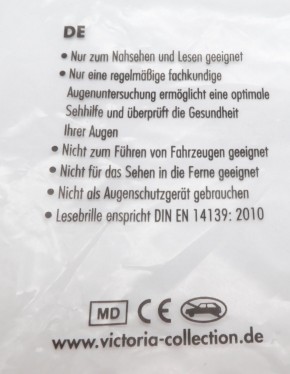 DE
• Nur zum Nahsehen und Lesen geeignet
• Nur eine regelmäßige fachkundige
Augenuntersuchung ermöglicht eine optimale
Sehhilfe und überprüft die Gesundheit
Ihrer Augen
• Nicht zum Führen von Fahrzeugen geeignet
• Nicht für das Sehen in die Ferne geeignet
• Nicht als Augenschutzgerät gebrauchen
• Lesebrille enspricht DIN EN 14139: 2010
MD CE
www.victoria-collection.de